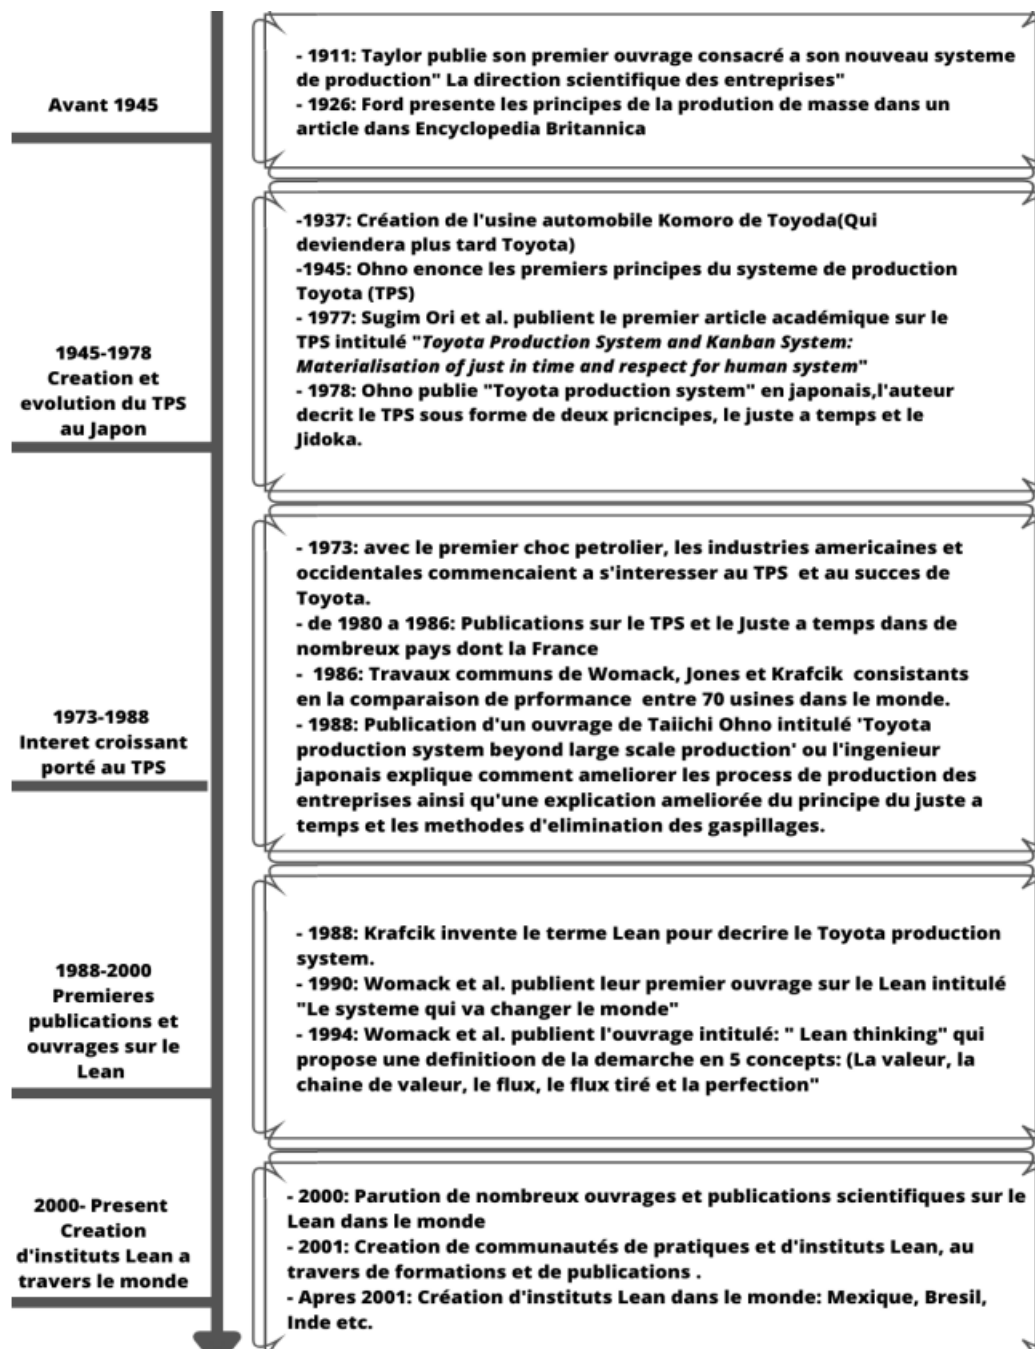 Avant 1945
- 1911: Taylor publie son premier ouvrage consacré a son nouveau systeme
de production" La direction scientifique des entreprises"
- 1926: Ford presente les principes de la prodution de masse dans un
article dans Encyclopedia Britannica
1945-1978
Creation et
evolution du TPS
au Japon
-1937: Création de l'usine automobile Komoro de Toyoda(Qui
deviendera plus tard Toyota)
-1945: Ohno enonce les premiers principes du systeme de production
Toyota (TPS)
- 1977: Sugim Ori et al. publient le premier article académique sur le
TPS intitulé "Toyota Production System and Kanban System:
Materialisation of just in time and respect for human system"
- 1978: Ohno publie "Toyota production system" en japonais,l'auteur
decrit le TPS sous forme de deux pricncipes, le juste a temps et le
Jidoka.
1973-1988
Interet croissant
porté au TPS
- 1973: avec le premier choc petrolier, les industries americaines et
occidentales commencaient a s'interesser au TPS et au succes de
Toyota.
- de 1980 a 1986: Publications sur le TPS et le Juste a temps dans de
nombreux pays dont la France
- 1986: Travaux communs de Womack, Jones et Krafcik consistants
en la comparaison de prformance entre 70 usines dans le monde.
- 1988: Publication d'un ouvrage de Taiichi Ohno intitulé 'Toyota
production system beyond large scale production' ou l'ingenieur
japonais explique comment ameliorer les process de production des
entreprises ainsi qu'une explication ameliorée du principe du juste a
temps et les methodes d'elimination des gaspillages.
1988-2000
Premieres
publications et
ouvrages sur le
Lean
- 1988: Krafcik invente le terme Lean pour decrire le Toyota production
system.
- 1990: Womack et al. publient leur premier ouvrage sur le Lean intitulé
"Le systeme qui va changer le monde"
- 1994: Womack et al. publient l'ouvrage intitulé: " Lean thinking" qui
propose une definitioon de la demarche en 5 concepts: (La valeur, la
chaine de valeur, le flux, le flux tiré et la perfection"
2000- Present
Creation
d'instituts Lean a
travers le monde
- 2000: Parution de nombreux ouvrages et publications scientifiques sur le
Lean dans le monde
- 2001: Creation de communautés de pratiques et d'instituts Lean, au
travers de formations et de publications .
- Apres 2001: Création d'instituts Lean dans le monde: Mexique, Bresil,
Inde etc.